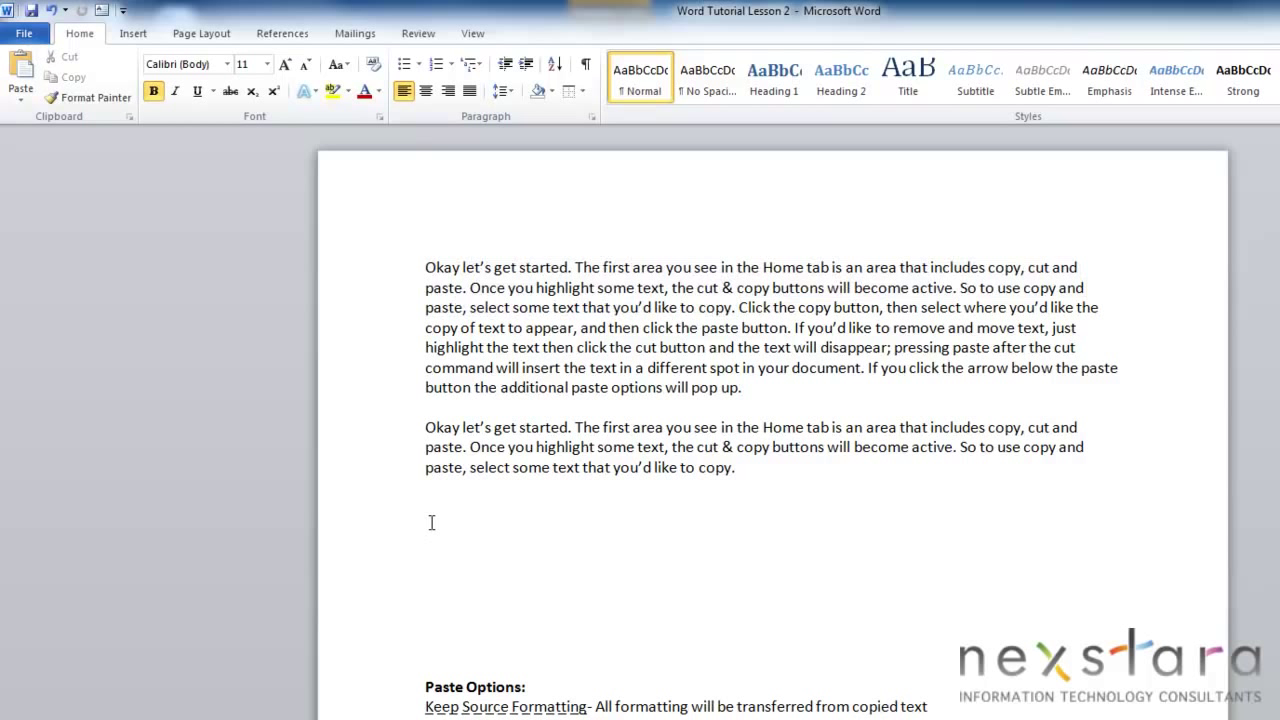 Word Tutorial Lesson 2 - Microsoft Word
File Home Insert Page Layout References Mailings Review View
Paste
Cut
Copy
Format Painter
Calibri (Body) 11
AaBbCcDc AaBbCcDc AaBbC AaBbCc AaB AaBbCc. AaBbCcDc AaBbCcDc AaBbCcDc AaBbCcDc
¶ Normal ¶ No Spaci... Heading 1 Heading 2 Title Subtitle Subtle Em... Emphasis Intense E... Strong
Clipboard Font Paragraph Styles
Okay let’s get started. The first area you see in the Home tab is an area that includes copy, cut and
paste. Once you highlight some text, the cut & copy buttons will become active. So to use copy and
paste, select some text that you’d like to copy. Click the copy button, then select where you’d like the
copy of text to appear, and then click the paste button. If you’d like to remove and move text, just
highlight the text then click the cut button and the text will disappear; pressing paste after the cut
command will insert the text in a different spot in your document. If you click the arrow below the paste
button the additional paste options will pop up.
Okay let’s get started. The first area you see in the Home tab is an area that includes copy, cut and
paste. Once you highlight some text, the cut & copy buttons will become active. So to use copy and
paste, select some text that you’d like to copy.
Paste Options:
Keep Source Formatting- All formatting will be transferred from copied text
nexstara
INFORMATION TECHNOLOGY CONSULTANTS